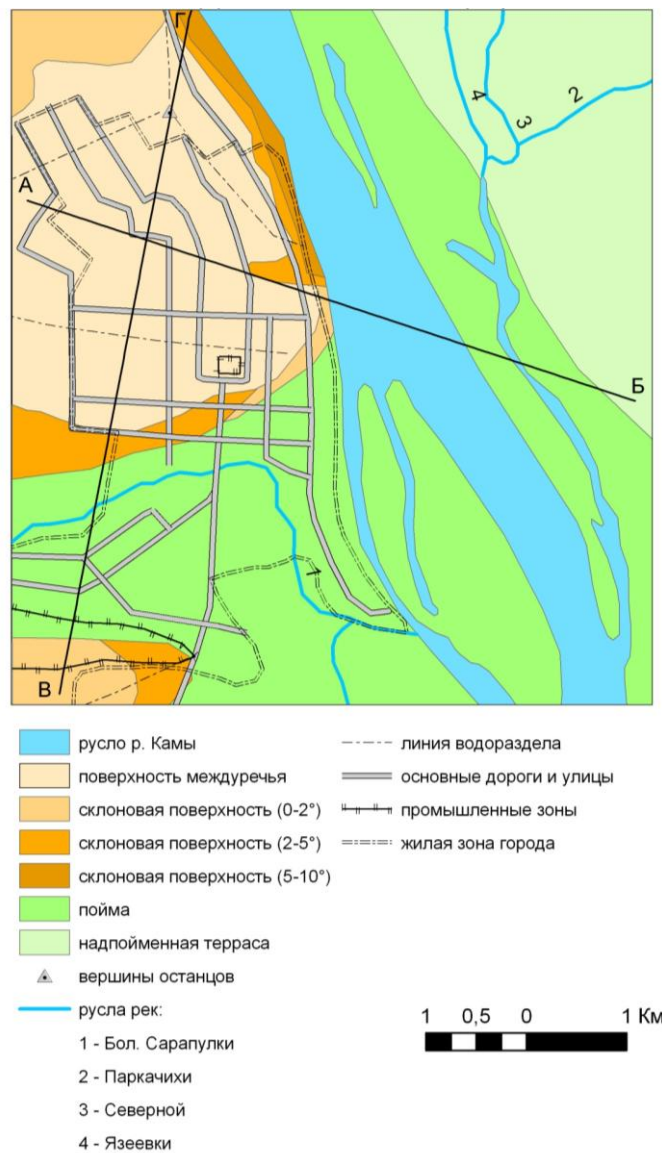 Г
4
2
3
А
Б
1
В
русло р. Камы
поверхность междуречья
склоновая поверхность (0-2°)
склоновая поверхность (2-5°)
склоновая поверхность (5-10°)
пойма
надпойменная терраса
вершины останцов
русла рек:
1 - Бол. Сарапулки
2 - Паркачихи
3 - Северной
4 - Язеевки
линия водораздела
основные дороги и улицы
промышленные зоны
жилая зона города
1 0,5 0 1 Км